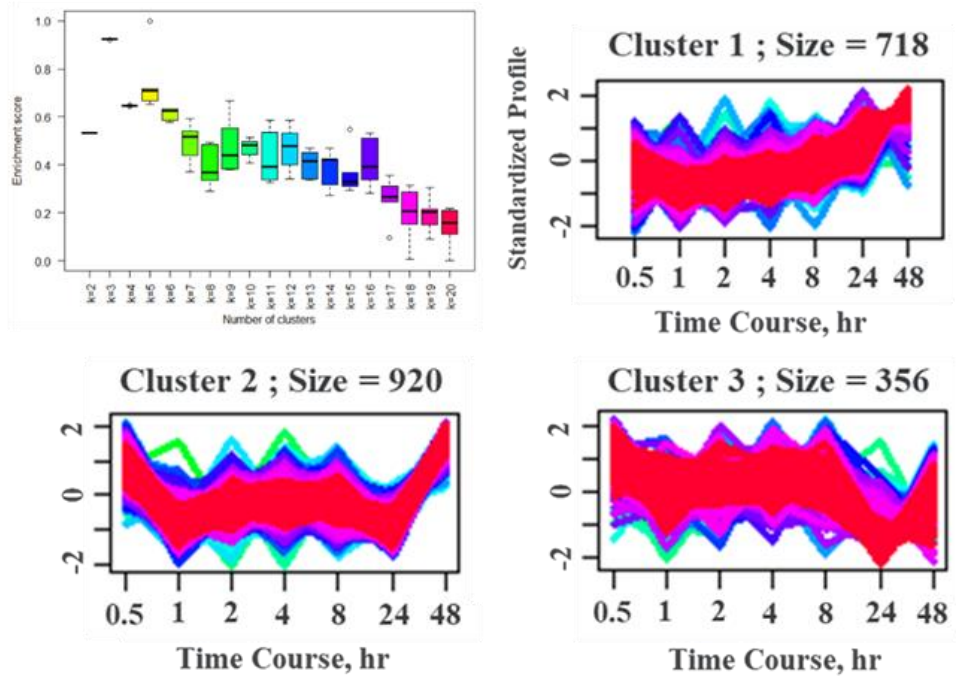 1.0
0.8
0.6
0.4
0.2
0.0
Enrichment score
k=2 k=3 k=4 k=5 k=6 k=7 k=8 k=9 k=10 k=11 k=12 k=13 k=14 k=15 k=16 k=17 k=18 k=19 k=20
Number of clusters
Cluster 1 ; Size = 718
Standardized Profile
2
0
-2
0.5 1 2 4 8 24 48
Time Course, hr
Cluster 2 ; Size = 920
2
0
-2
0.5 1 2 4 8 24 48
Time Course, hr
Cluster 3 ; Size = 356
2
0
-2
0.5 1 2 4 8 24 48
Time Course, hr